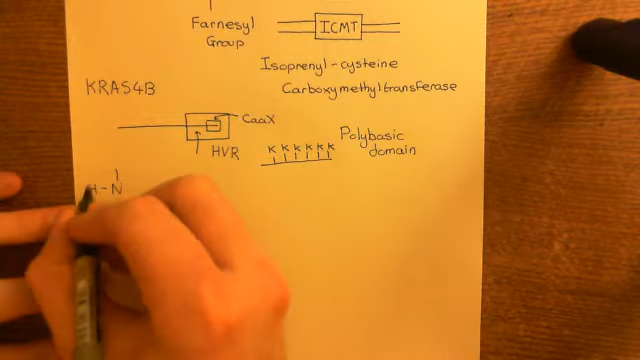 Farnesyl
Group
ICMT
Isoprenyl-cysteine
Carboxymethyltransferase
KRAS4B
CaaX
HVR
K K K K K K
Polybasic
domain
H-N